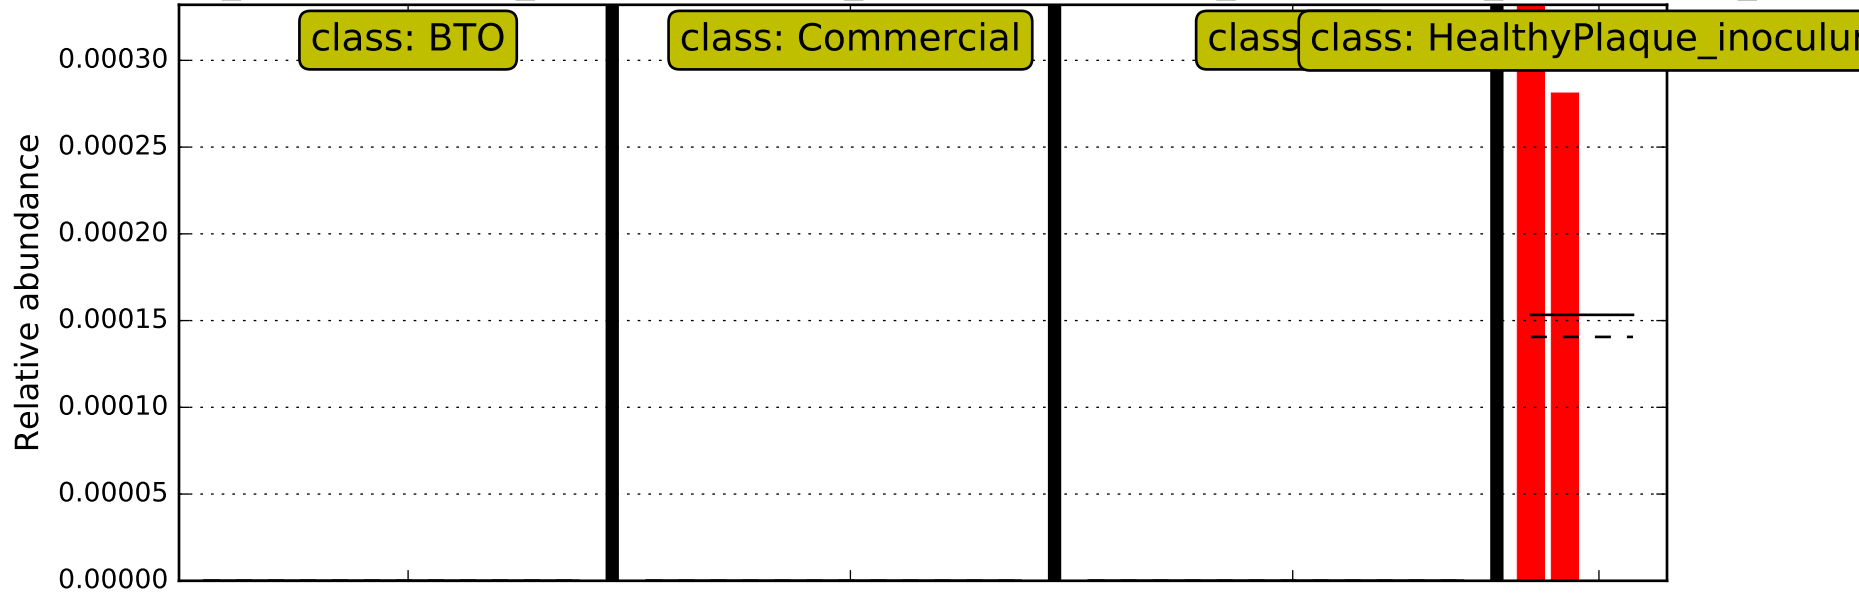 class: BTO
class: Commercial
class
class: HealthyPlaque_inoculu
0.00030
0.00025
0.00020
0.00015
0.00010
0.00005
0.00000
Relative abundance